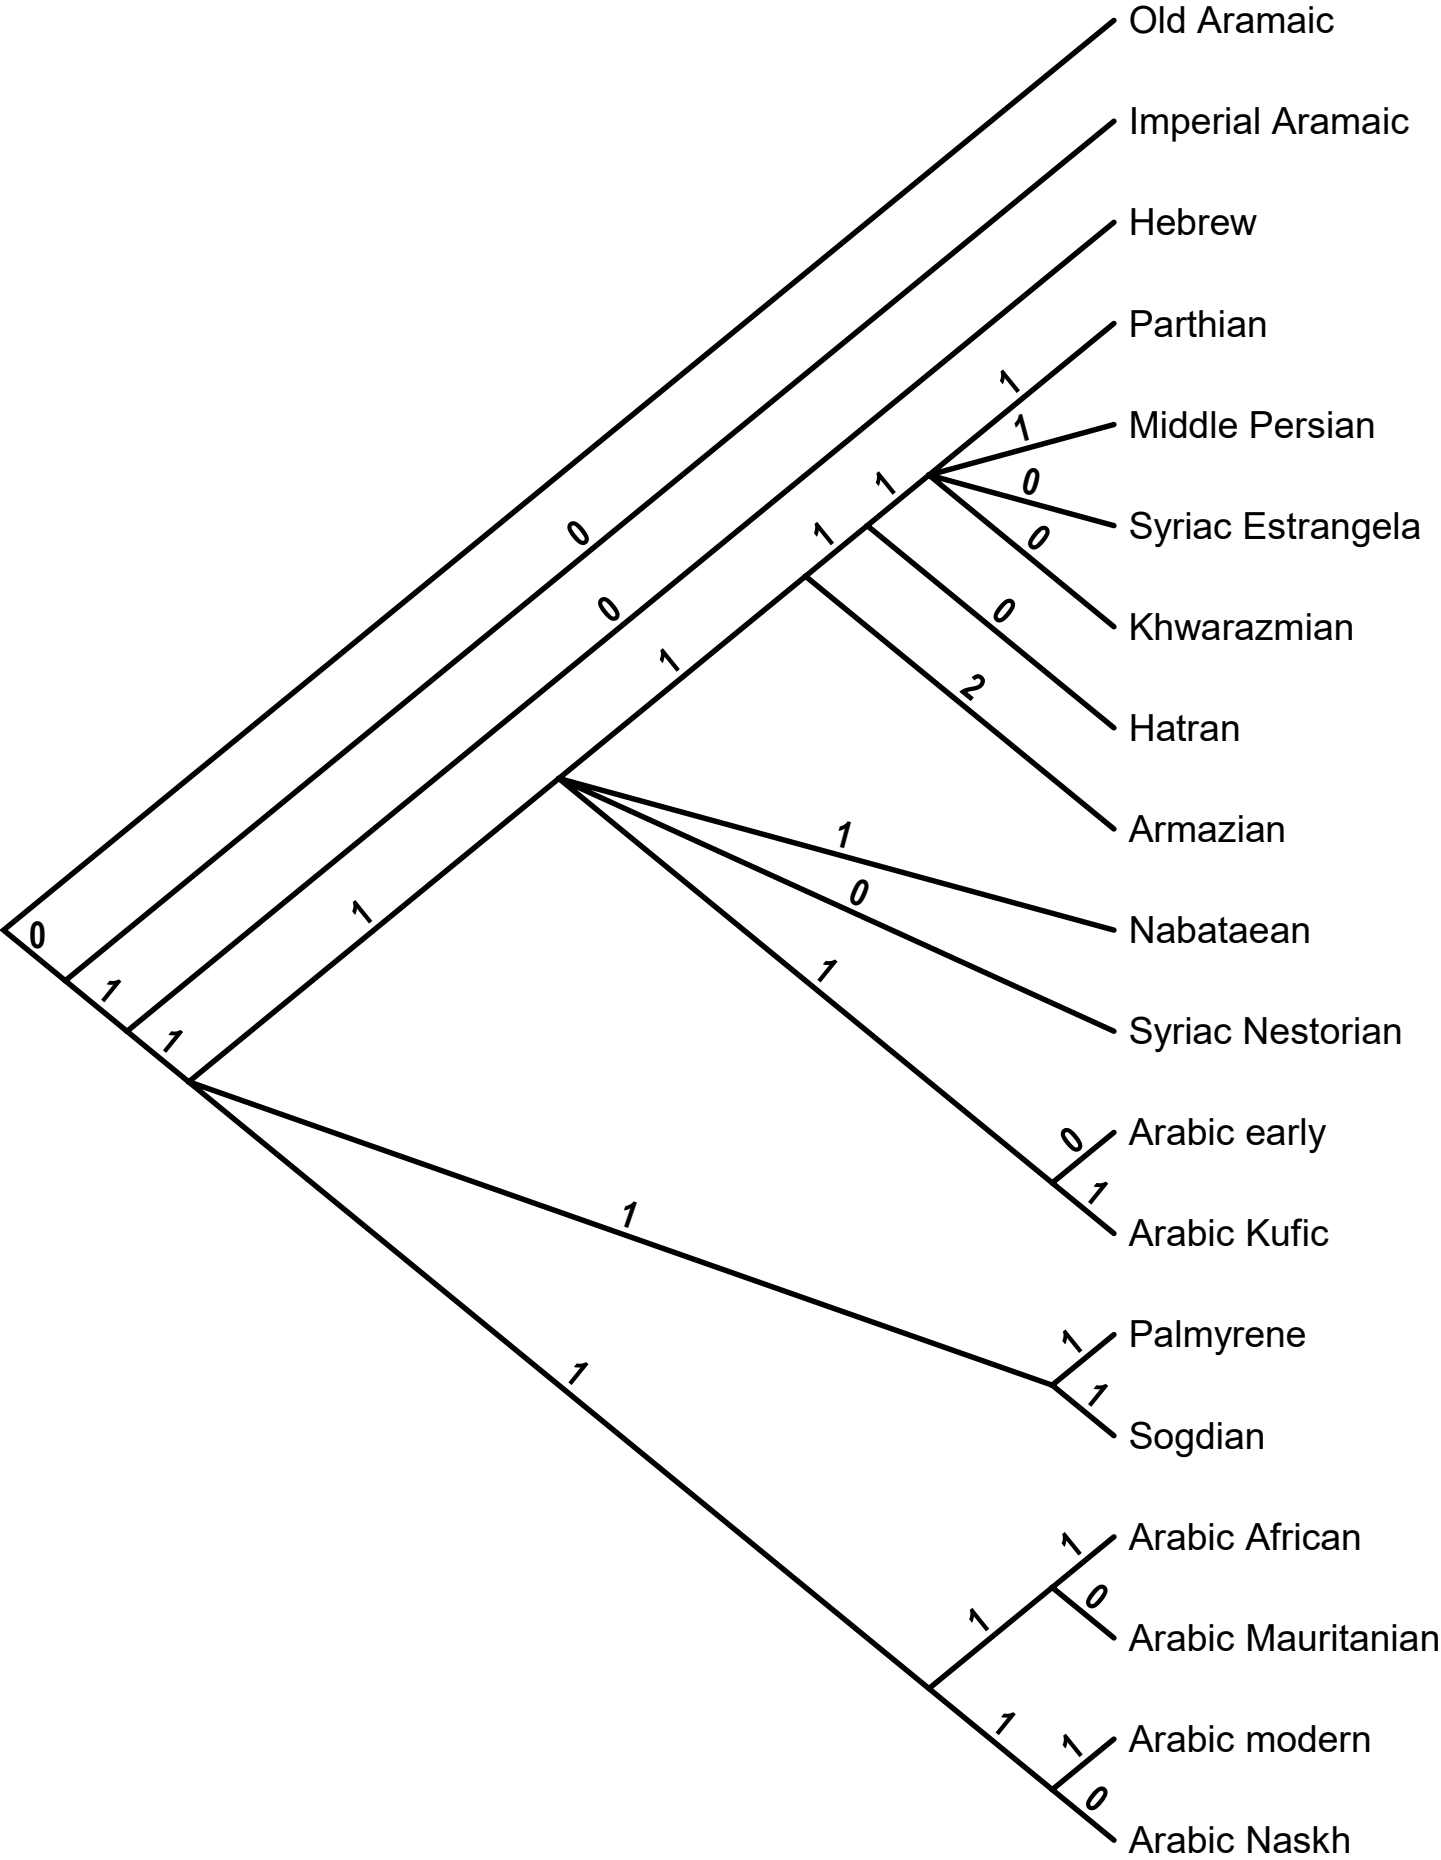 Old Aramaic
Imperial Aramaic
Hebrew
Parthian
1
Middle Persian
1
0
1
Syriac Estrangela
1
0
0
Khwarazmian
0
0
1
2
Hatran
Armazian
1
0
1
Nabataean
0
1
1
Syriac Nestorian
1
0
Arabic early
1
Arabic Kufic
1
1
Palmyrene
1
1
Sogdian
1
Arabic African
0
1
Arabic Mauritanian
1
1
Arabic modern
0
Arabic Naskh